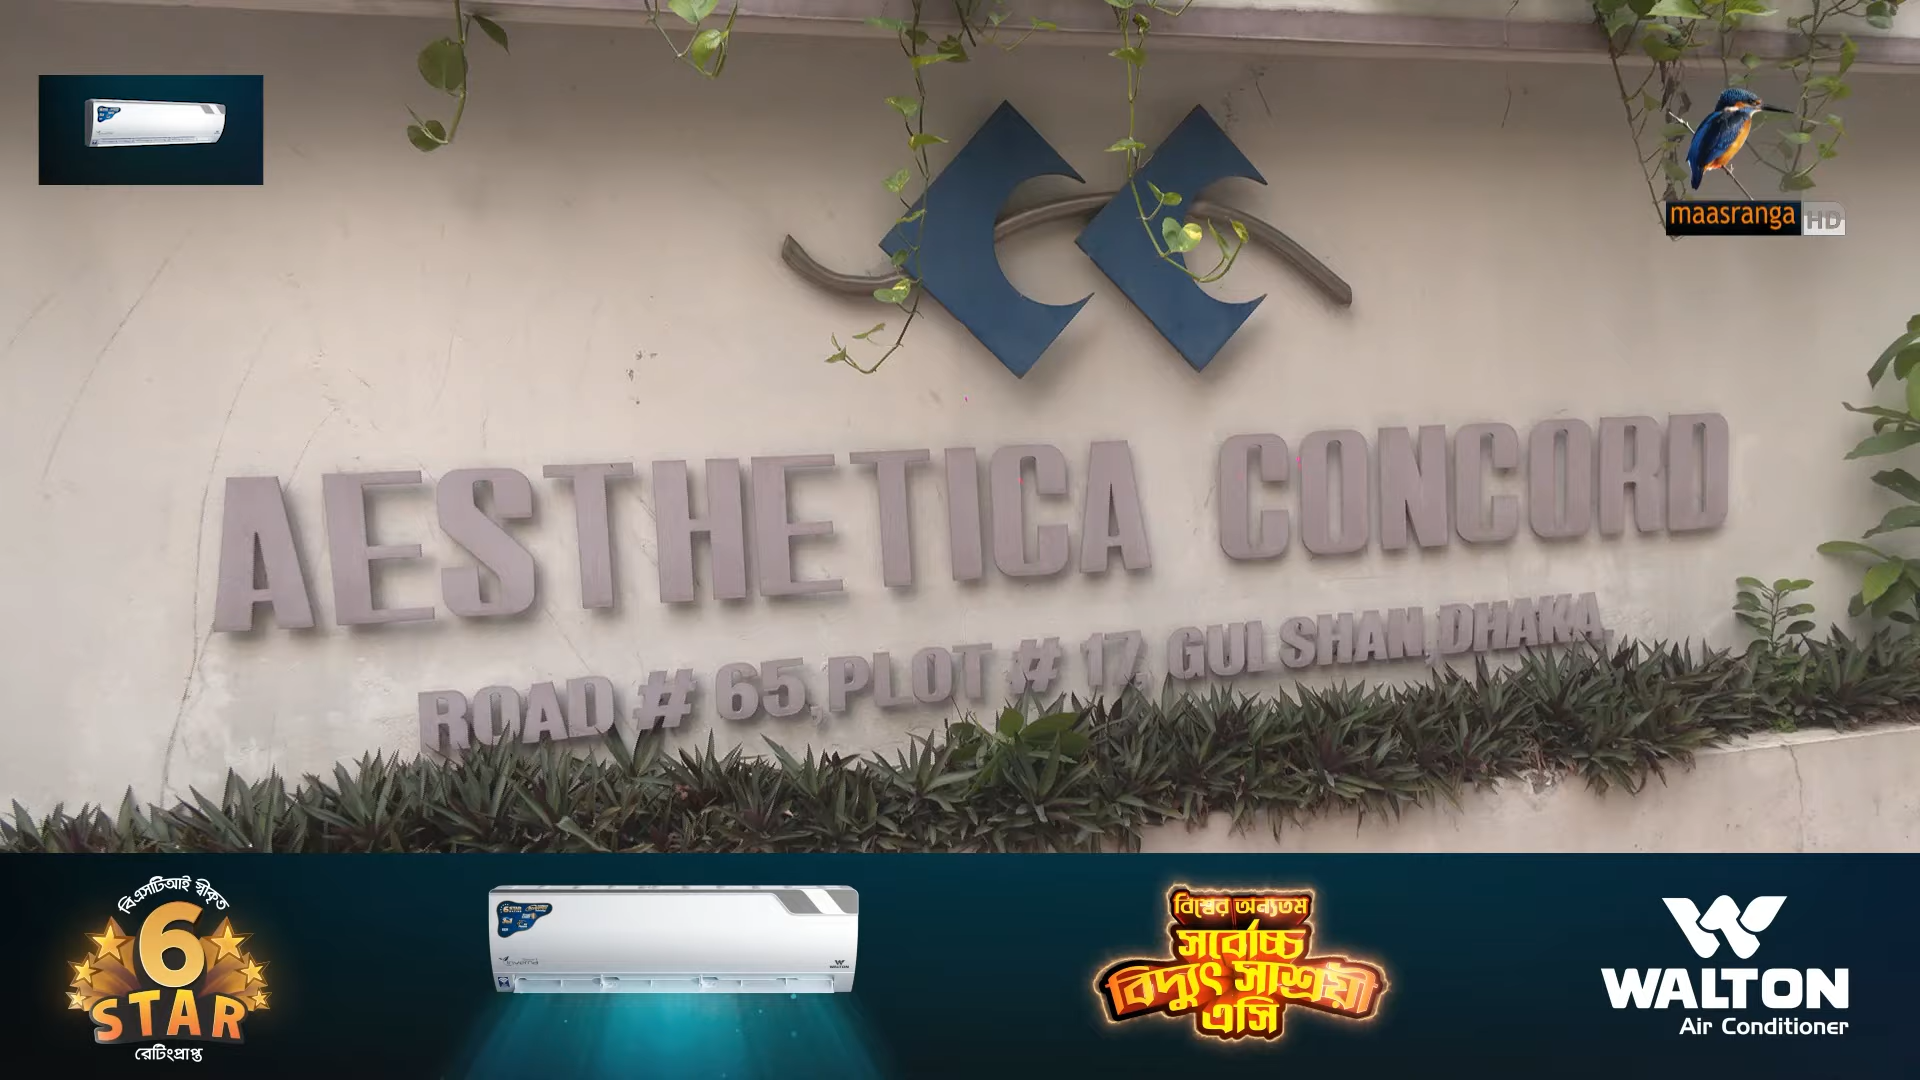 maasranga HD
AESTHETICA CONCORD
ROAD # 65, PLOT # 17, GULSHAN, DHAKA.
বিএসটিআই স্বীকৃত
6
STAR
রেটিংপ্রাপ্ত
WALTON
বিশ্বের অন্যতম
সর্বোচ্চ
বিদ্যুৎ সাশ্রয়ী
এসি
WALTON
Air Conditioner